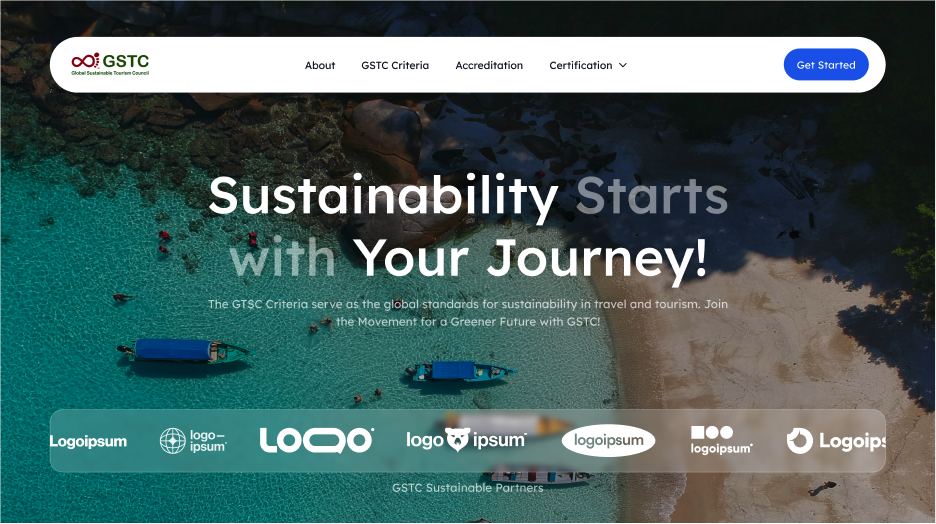 GSTC
Global Sustainable Tourism Council
About
GSTC Criteria
Accreditation
Certification
Get Started
Sustainability Starts
with Your Journey!
The GTSC Criteria serve as the global standards for sustainability in travel and tourism. Join
the Movement for a Greener Future with GSTC!
Logoipsum
logo—
ipsum
LOGO
logo ipsum
logoipsum
logoipsum
Logoips
GSTC Sustainable Partners